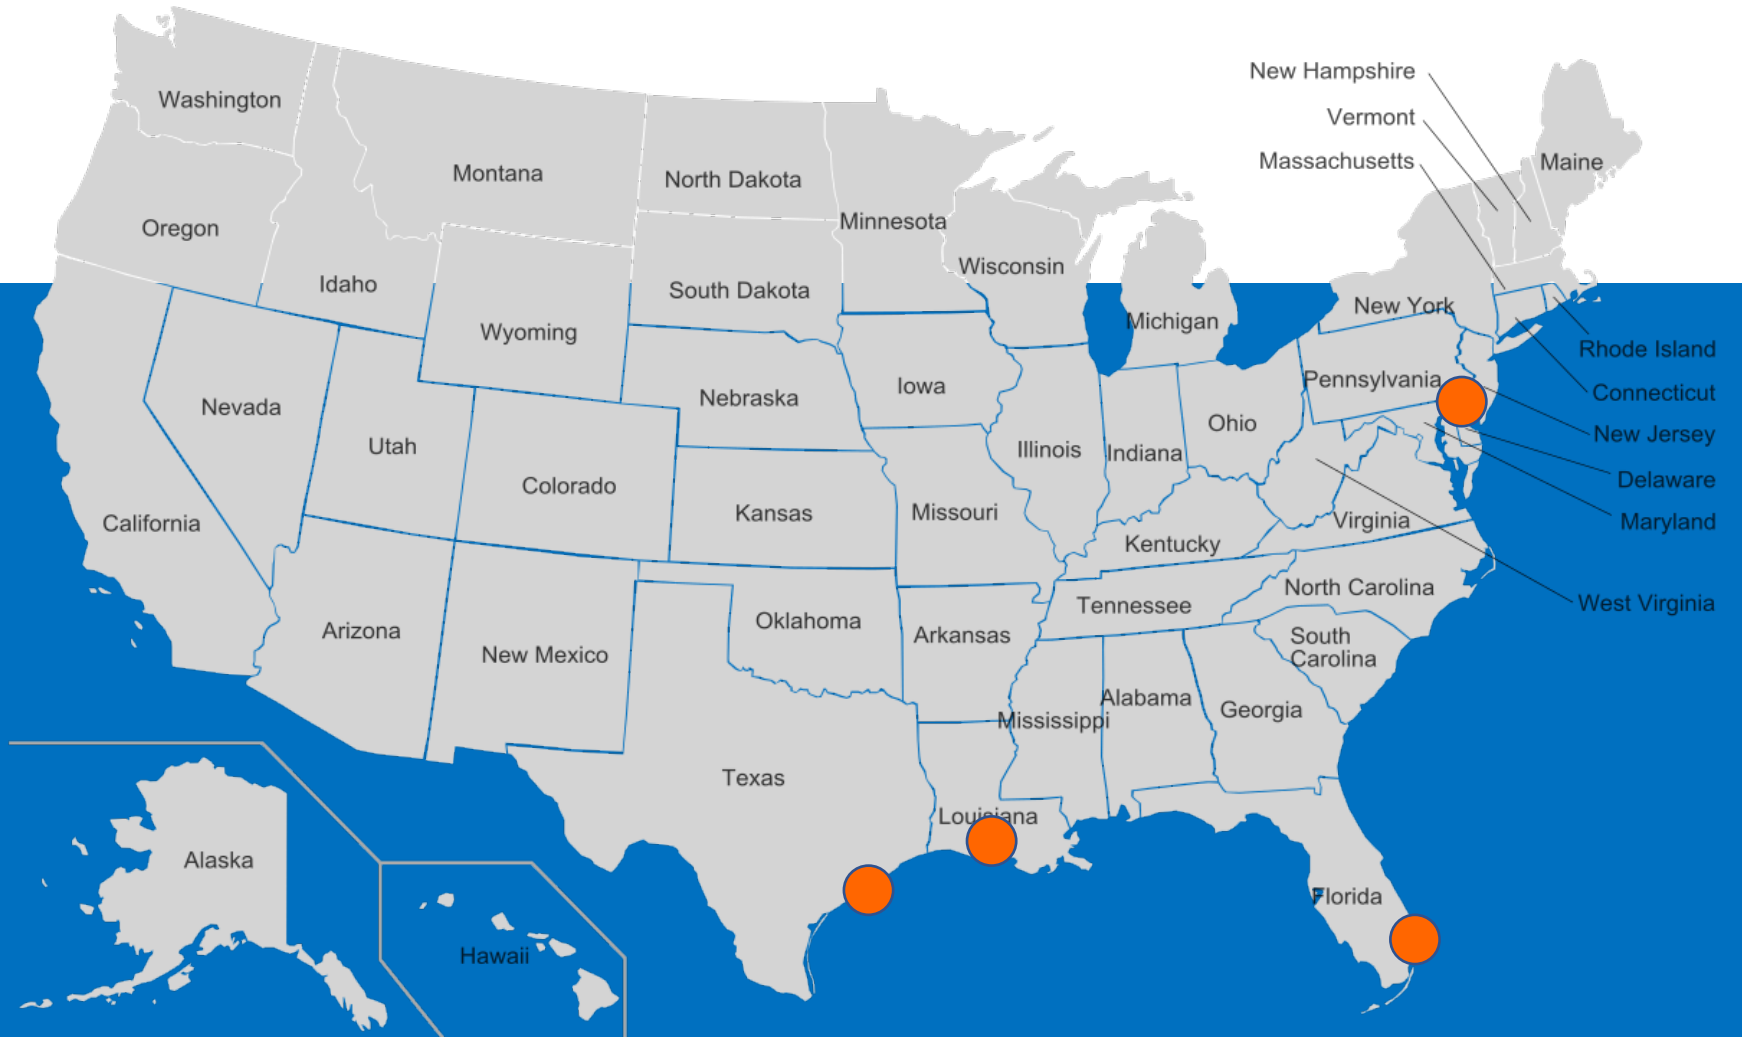 New Hampshire
Washington
Vermont
Massachusetts
Maine
Montana
North Dakota
Minnesota
Oregon
Wisconsin
Idaho
South Dakota
New York
Michigan
Wyoming
Rhode Island
Pennsylvania
Iowa
Connecticut
Nebraska
Nevada
Ohio
New Jersey
Utah
Illinois
Indiana
Delaware
Colorado
Kansas
Missouri
Virginia
Maryland
California
Kentucky
North Carolina
West Virginia
Tennessee
Oklahoma
Arizona
Arkansas
South
Carolina
New Mexico
Alabama
Georgia
Mississippi
Texas
Louisiana
Alaska
Florida
Hawaii